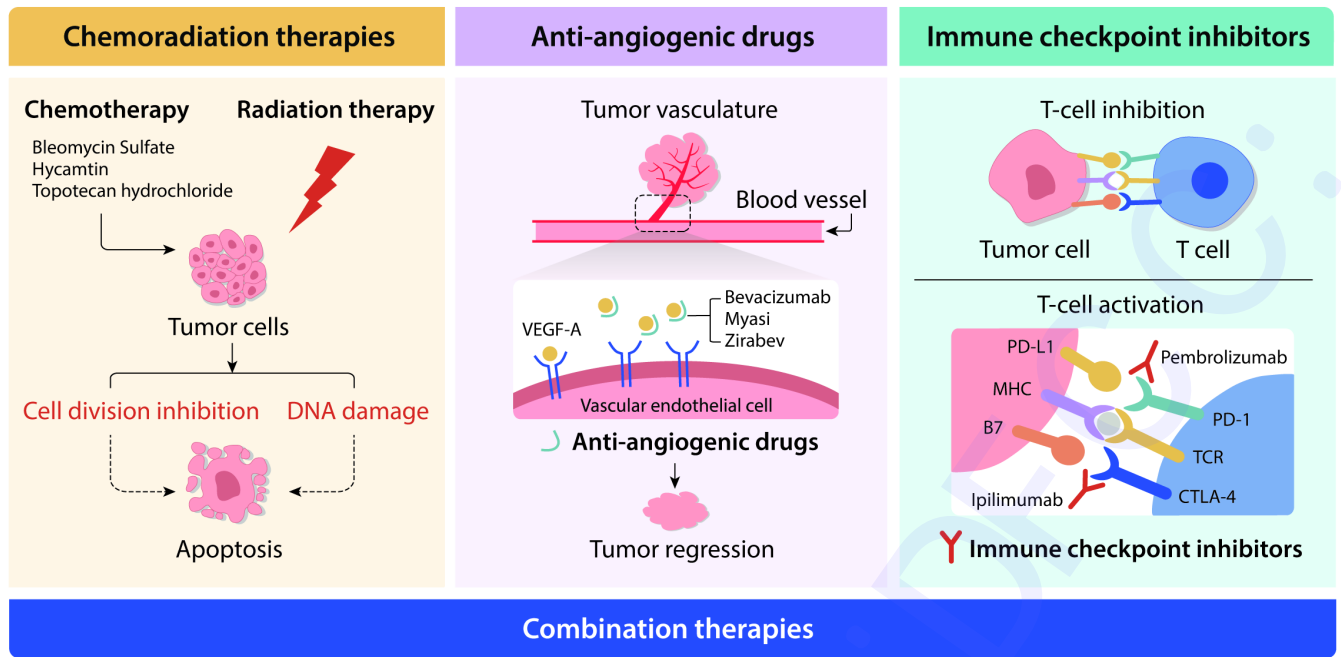 Chemoradiation therapies
Chemotherapy
Radiation therapy
Bleomycin Sulfate
Hycamtin
Topotecan hydrochloride
Tumor cells
Cell division inhibition
DNA damage
Apoptosis
Anti-angiogenic drugs
Tumor vasculature
Blood vessel
VEGF-A
Bevacizumab
Myasi
Zirabev
Vascular endothelial cell
Anti-angiogenic drugs
Tumor regression
Immune checkpoint inhibitors
T-cell inhibition
Tumor cell
T cell
T-cell activation
PD-L1
Pembrolizumab
MHC
PD-1
B7
TCR
Ipilimumab
CTLA-4
Immune checkpoint inhibitors
Combination therapies